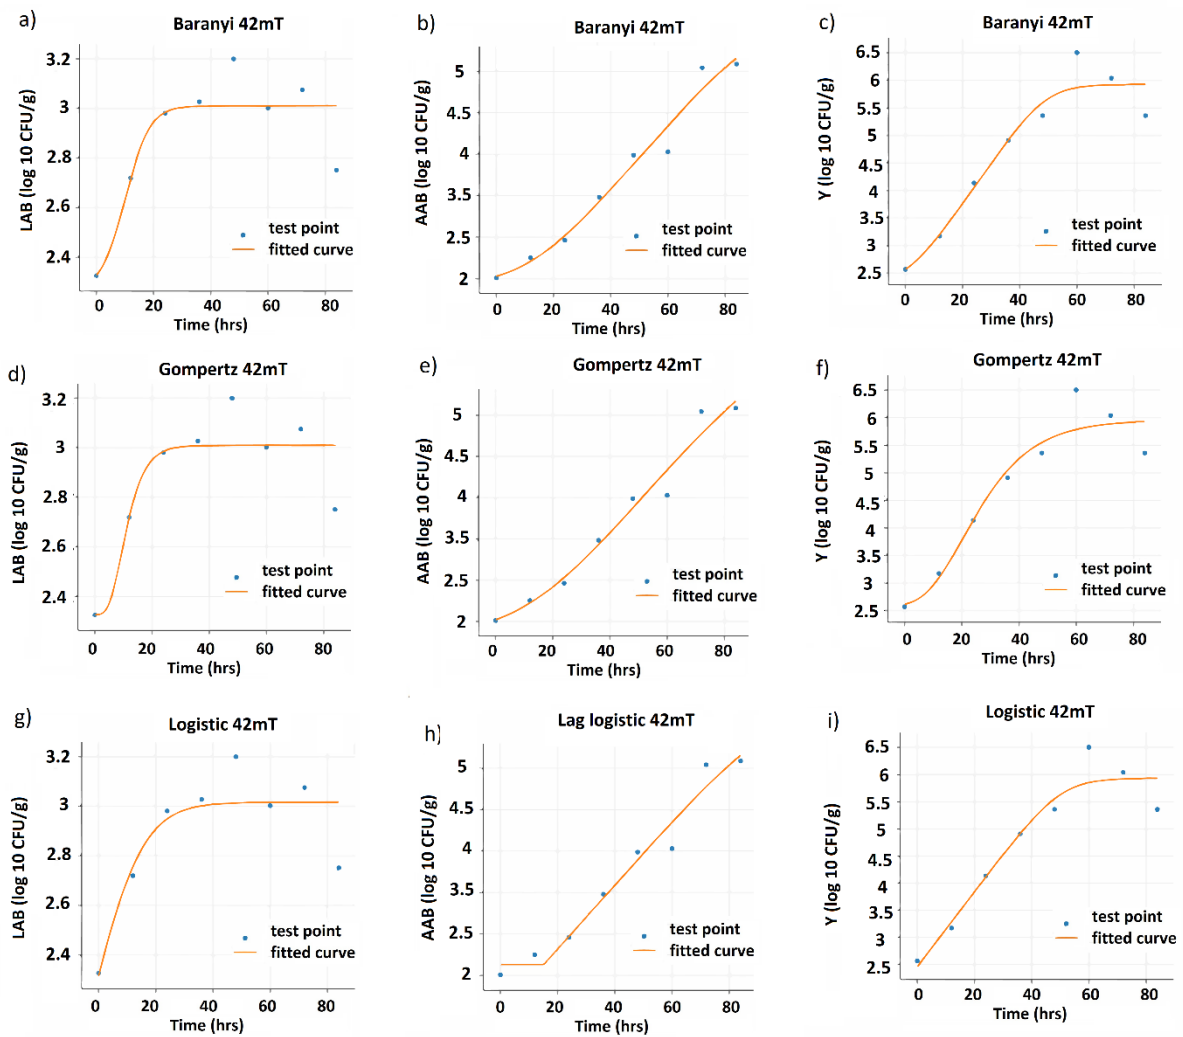 a)
Baranyi 42mT
LAB (log 10 CFU/g)
3.2
3
2.8
2.6
2.4
0
20
40
60
80
Time (hrs)
test point
fitted curve
b)
Baranyi 42mT
AAB (log 10 CFU/g)
5
4.5
4
3.5
3
2.5
2
0
20
40
60
80
Time (hrs)
test point
fitted curve
c)
Baranyi 42mT
Y (log 10 CFU/g)
6.5
6
5.5
5
4.5
4
3.5
3
2.5
0
20
40
60
80
Time (hrs)
test point
fitted curve
d)
Gompertz 42mT
LAB (log 10 CFU/g)
3.2
3
2.8
2.6
2.4
0
20
40
60
80
Time (hrs)
test point
fitted curve
e)
Gompertz 42mT
AAB (log 10 CFU/g)
5
4.5
4
3.5
3
2.5
2
0
20
40
60
80
Time (hrs)
test point
fitted curve
f)
Gompertz 42mT
Y (log 10 CFU/g)
6.5
6
5.5
5
4.5
4
3.5
3
2.5
0
20
40
60
80
Time (hrs)
test point
fitted curve
g)
Logistic 42mT
LAB (log 10 CFU/g)
3.2
3
2.8
2.6
2.4
0
20
40
60
80
Time (hrs)
test point
fitted curve
h)
Lag logistic 42mT
AAB (log 10 CFU/g)
5
4.5
4
3.5
3
2.5
2
0
20
40
60
80
Time (hrs)
test point
fitted curve
i)
Logistic 42mT
Y (log 10 CFU/g)
6.5
6
5.5
5
4.5
4
3.5
3
2.5
0
20
40
60
80
Time (hrs)
test point
fitted curve